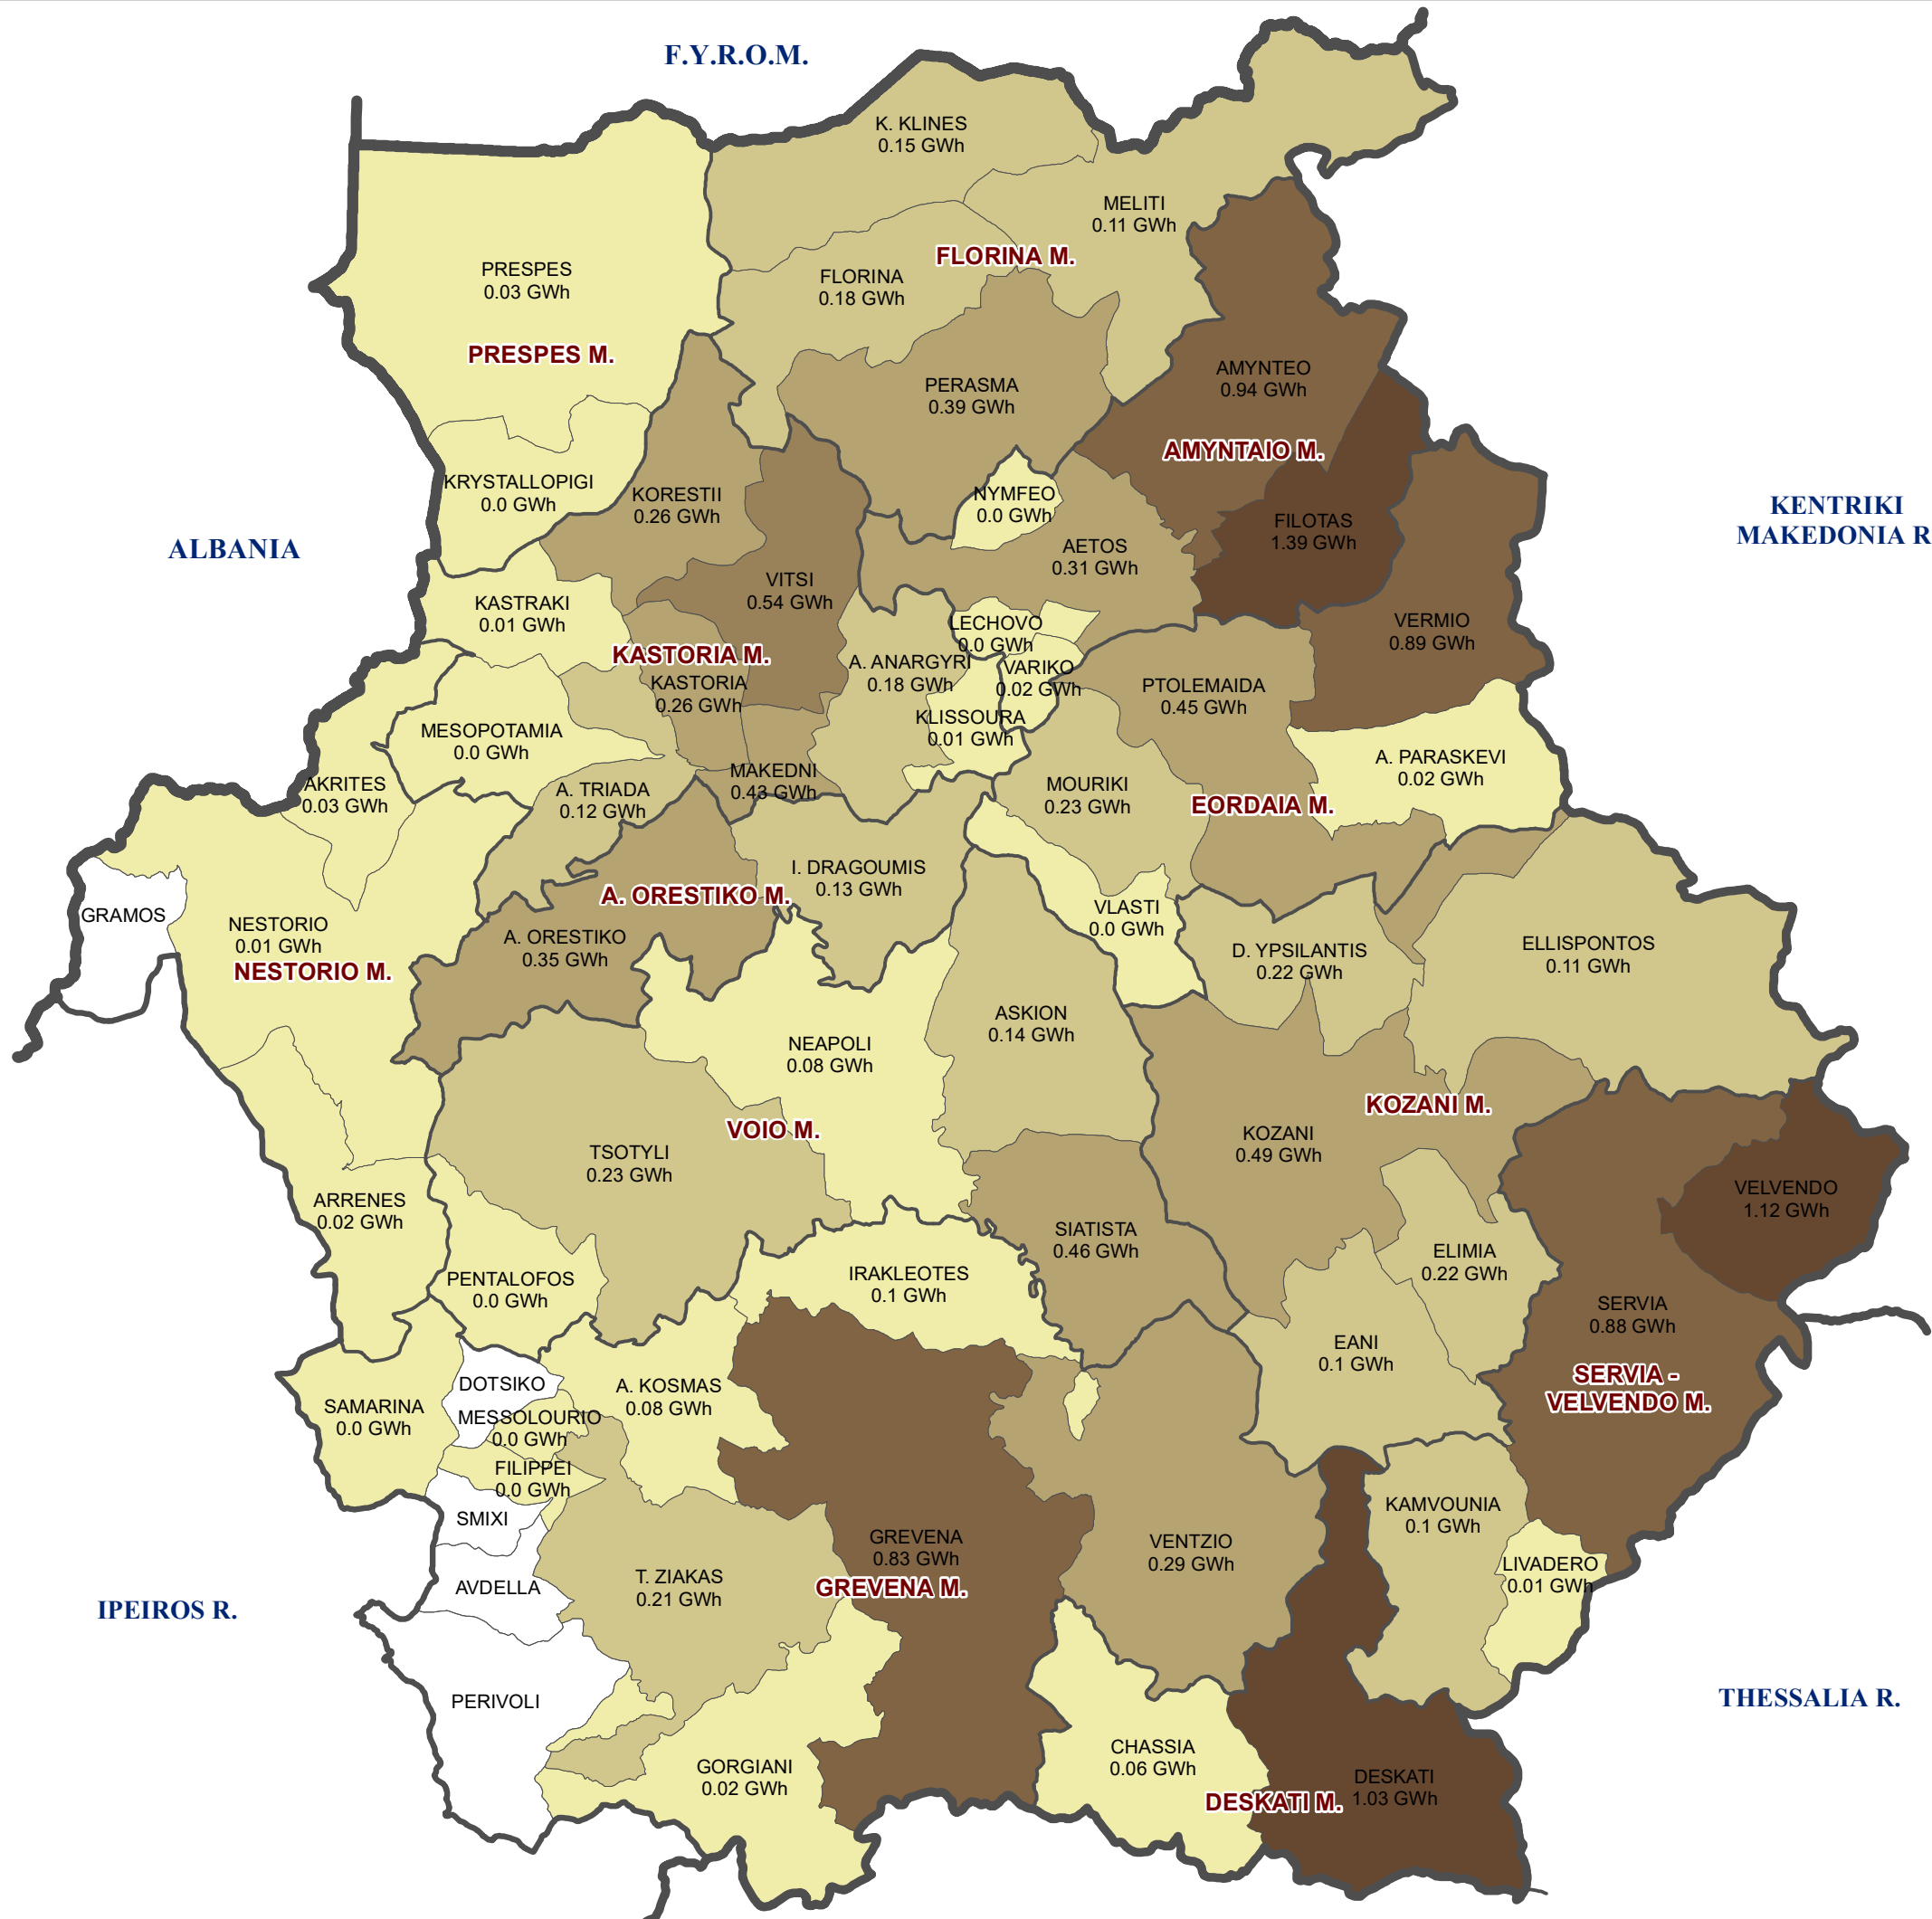 F.Y.R.O.M.
K. KLINES
0.15 GWh
MELITI
0.11 GWh
FLORINA M.
PRESPES
0.03 GWh
FLORINA
0.18 GWh
PRESPES M.
AMYNTEO
0.94 GWh
PERASMA
0.39 GWh
AMYNTAIO M.
KRYSTALLOPIGI
0.0 GWh
KORESTII
0.26 GWh
NYMFEO
0.0 GWh
KENTRIKI
MAKEDONIA R
FILOTAS
1.39 GWh
ALBANIA
AETOS
0.31 GWh
VITSI
0.54 GWh
KASTRAKI
0.01 GWh
LECHOVO
0.0 GWh
VERMIO
0.89 GWh
KASTORIA M.
A. ANARGYRI
0.18 GWh
VARIKO
0.02 GWh
KASTORIA
0.26 GWh
PTOLEMAIDA
0.45 GWh
KLISSOURA
0.01 GWh
MESOPOTAMIA
0.0 GWh
A. PARASKEVI
0.02 GWh
MAKEDNI
0.43 GWh
AKRITES
0.03 GWh
A. TRIADA
0.12 GWh
MOURIKI
0.23 GWh
EORDAIA M.
I. DRAGOUMIS
0.13 GWh
A. ORESTIKO M.
GRAMOS
VLASTI
0.0 GWh
NESTORIO
0.01 GWh
NESTORIO M.
A. ORESTIKO
0.35 GWh
D. YPSILANTIS
0.22 GWh
ELLISPONTOS
0.11 GWh
ASKION
0.14 GWh
NEAPOLI
0.08 GWh
KOZANI M.
VOIO M.
KOZANI
0.49 GWh
TSOTYLI
0.23 GWh
VELVENDO
1.12 GWh
ARRENES
0.02 GWh
SIATISTA
0.46 GWh
ELIMIA
0.22 GWh
PENTALOFOS
0.0 GWh
IRAKLEOTES
0.1 GWh
SERVIA
0.88 GWh
EANI
0.1 GWh
SERVIA -
VELVENDO M.
DOTSIKO
A. KOSMAS
0.08 GWh
SAMARINA
0.0 GWh
MESSOLOURIO
0.0 GWh
FILIPPEI
0.0 GWh
KAMVOUNIA
0.1 GWh
SMIXI
GREVENA
0.83 GWh
VENTZIO
0.29 GWh
LIVADERO
0.01 GWh
T. ZIAKAS
0.21 GWh
AVDELLA
GREVENA M.
IPEIROS R.
PERIVOLI
THESSALIA R.
CHASSIA
0.06 GWh
GORGIANI
0.02 GWh
DESKATI
1.03 GWh
DESKATI M.